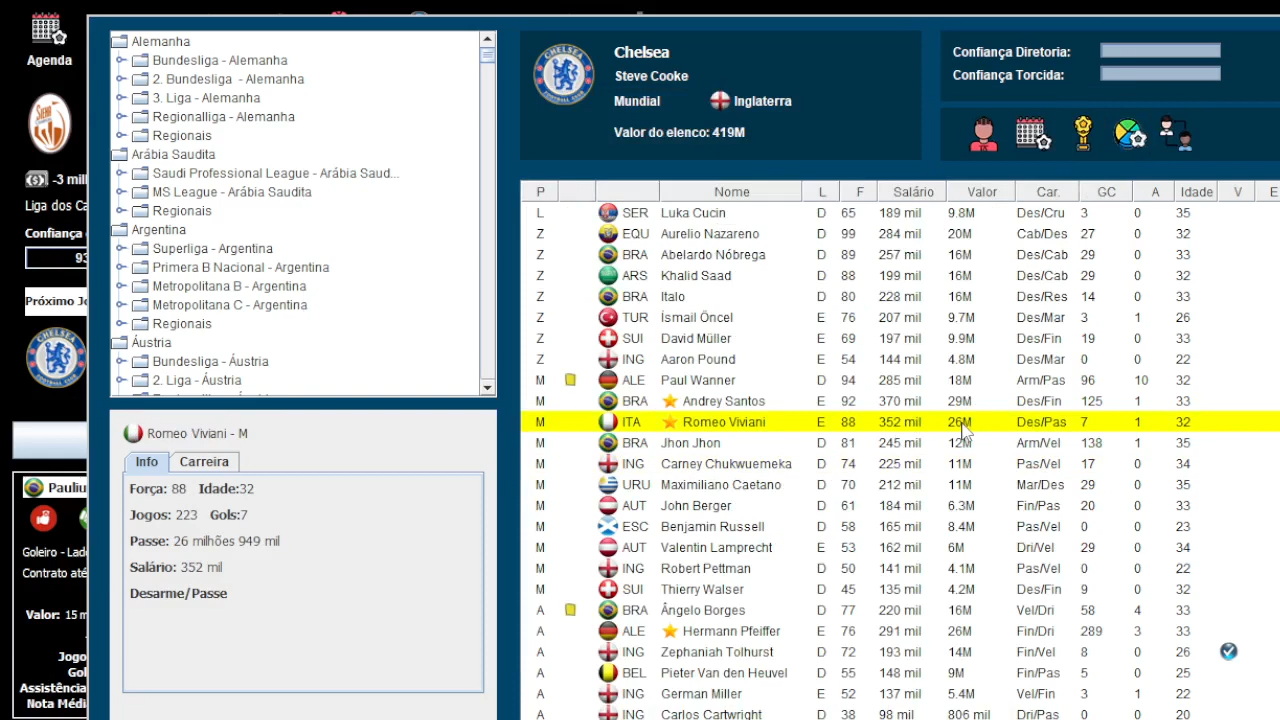 Agenda
-3 mil
Liga dos Ca
Confiança
93
Próximo Jo
Pauliu
Goleiro - Lad
Contrato até
Valor: 15 m
Jogo
Gol
Assistência
Nota Média
Alemanha
Bundesliga - Alemanha
2. Bundesliga - Alemanha
3. Liga - Alemanha
Regionalliga - Alemanha
Regionais
Arábia Saudita
Saudi Professional League - Arábia Saud...
MS League - Arábia Saudita
Regionais
Argentina
Superliga - Argentina
Primera B Nacional - Argentina
Metropolitana B - Argentina
Metropolitana C - Argentina
Regionais
Áustria
Bundesliga - Áustria
2. Liga - Áustria
Romeo Viviani - M
Info Carreira
Força: 88 Idade:32
Jogos: 223 Gols:7
Passe: 26 milhões 949 mil
Salário: 352 mil
Desarme/Passe
Chelsea
Steve Cooke
Mundial Inglaterra
Valor do elenco: 419M
Confiança Diretoria:
Confiança Torcida:
P Nome L F Salário Valor Car. GC A Idade V E
L SER Luka Cucin D 65 189 mil 9.8M Des/Cru 3 0 35
Z EQU Aurelio Nazareno D 99 284 mil 20M Cab/Des 27 0 32
Z BRA Abelardo Nóbrega D 89 257 mil 16M Des/Cab 29 0 33
Z ARS Khalid Saad D 88 199 mil 16M Des/Cab 29 0 32
Z BRA Italo D 80 228 mil 16M Des/Res 14 0 33
Z TUR Ísmail Öncel E 76 207 mil 9.7M Des/Mar 3 1 26
Z SUI David Müller E 69 197 mil 9.9M Des/Fin 19 0 33
Z ING Aaron Pound E 54 144 mil 4.8M Des/Mar 0 0 22
M ALE Paul Wanner D 94 285 mil 18M Arm/Pas 96 10 32
M BRA Andrey Santos E 92 370 mil 29M Des/Fin 125 1 33
M ITA Romeo Viviani E 88 352 mil 26M Des/Pas 7 1 32
M BRA Jhon Jhon D 81 245 mil 12M Arm/Vel 138 1 35
M ING Carney Chukwuemeka D 74 225 mil 11M Pas/Vel 17 0 34
M URU Maximiliano Caetano D 70 212 mil 11M Mar/Des 29 0 35
M AUT John Berger D 61 184 mil 6.3M Fin/Pas 20 0 33
M ESC Benjamin Russell D 58 165 mil 8.4M Pas/Vel 0 0 23
M AUT Valentin Lamprecht E 53 162 mil 6M Dri/Vel 29 0 34
M ING Robert Pettman D 50 141 mil 4.1M Pas/Vel 0 0 22
M SUI Thierry Walser D 45 135 mil 4.2M Des/Fin 9 0 32
A BRA Ângelo Borges D 77 220 mil 16M Vel/Dri 58 4 33
A ALE Hermann Pfeiffer E 76 291 mil 26M Fin/Dri 289 3 33
A ING Zephaniah Tolhurst D 72 193 mil 14M Fin/Vel 8 0 26
A BEL Pieter Van den Heuvel D 55 148 mil 9M Fin/Pas 5 0 25
A ING German Miller E 52 137 mil 5.4M Vel/Fin 3 1 22
A ING Carlos Cartwright D 38 98 mil 806 mil Fin/Vel 0 0 20